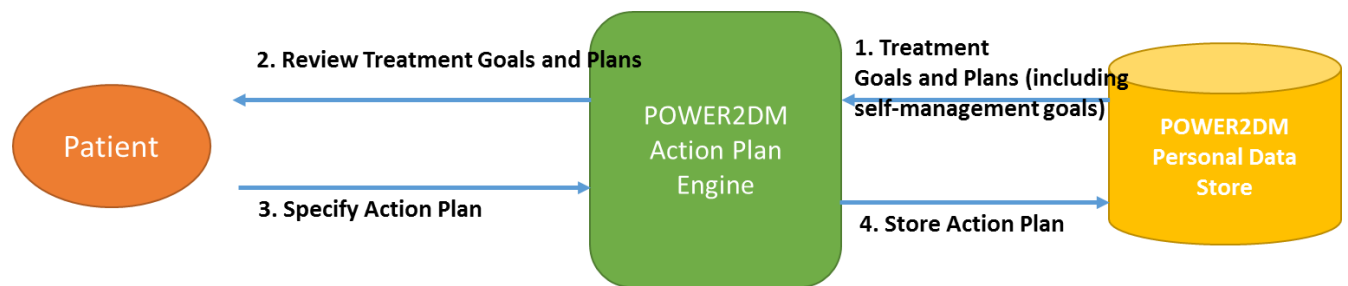 2. Review Treatment Goals and Plans
1. Treatment
Goals and Plans (including
self-management goals)
Patient
POWER2DM
Action Plan
Engine
POWER2DM
Personal Data
Store
3. Specify Action Plan
4. Store Action Plan